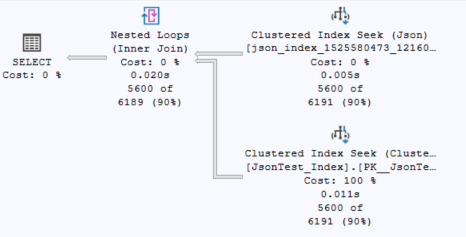 SELECT
Cost: 0 %
Nested Loops
(Inner Join)
Cost: 0 %
0.020s
5600 of
6189 (90%)
Clustered Index Seek (Json)
[json_index_1525580473_12160…
Cost: 0 %
0.005s
5600 of
6191 (90%)
Clustered Index Seek (Cluste…
[JsonTest_Index].[PK__JsonTe…
Cost: 100 %
0.011s
5600 of
6191 (90%)